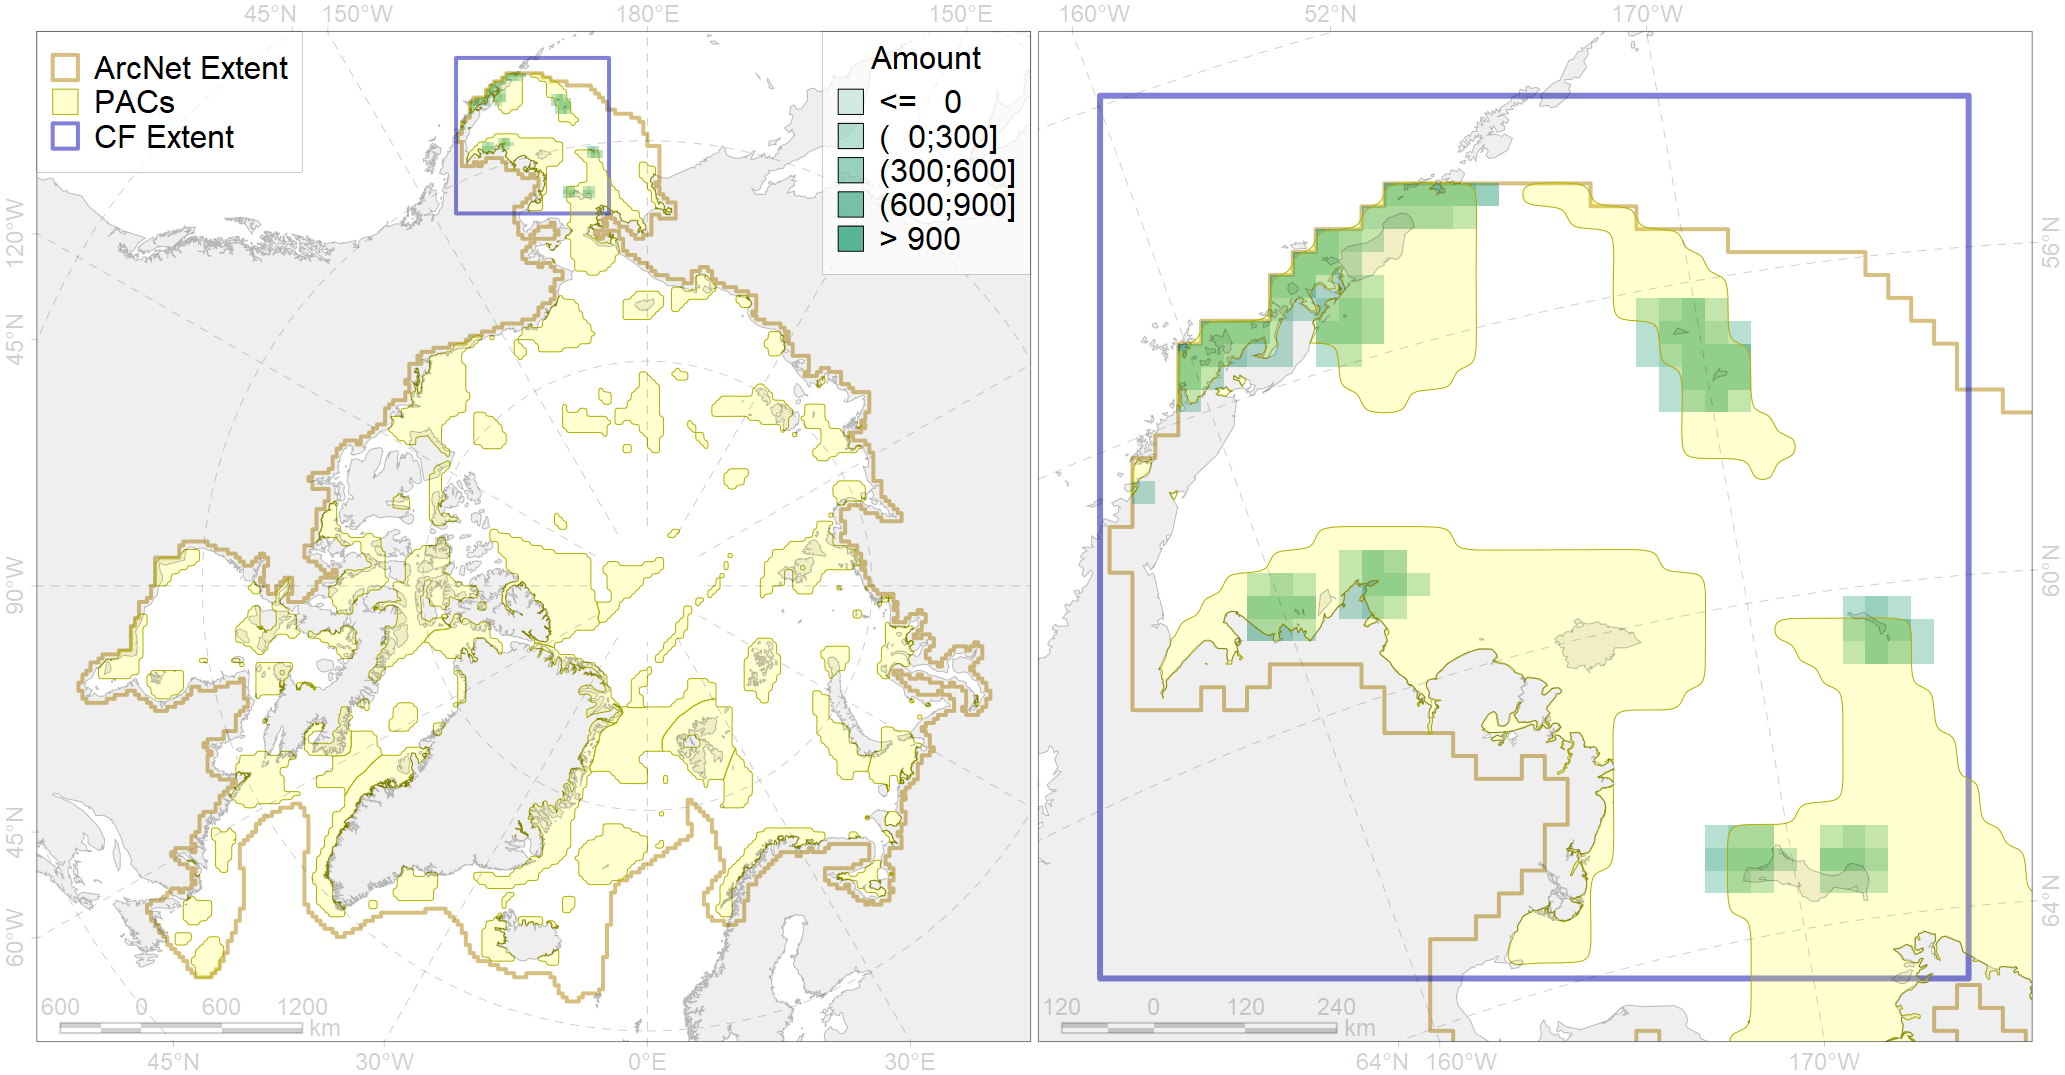 45°N 150°W 180°E 150°E 160°W 52°N 170°W
ArcNet Extent
PACs
CF Extent
Amount
<= 0
( 0;300]
(300;600]
(600;900]
> 900
120°W
45°N
90°W
45°N
60°W
56°N
60°N
64°N
600 0 600 1200
km
120 0 120 240
km
45°N 30°W 0°E 30°E 64°N 160°W 170°W